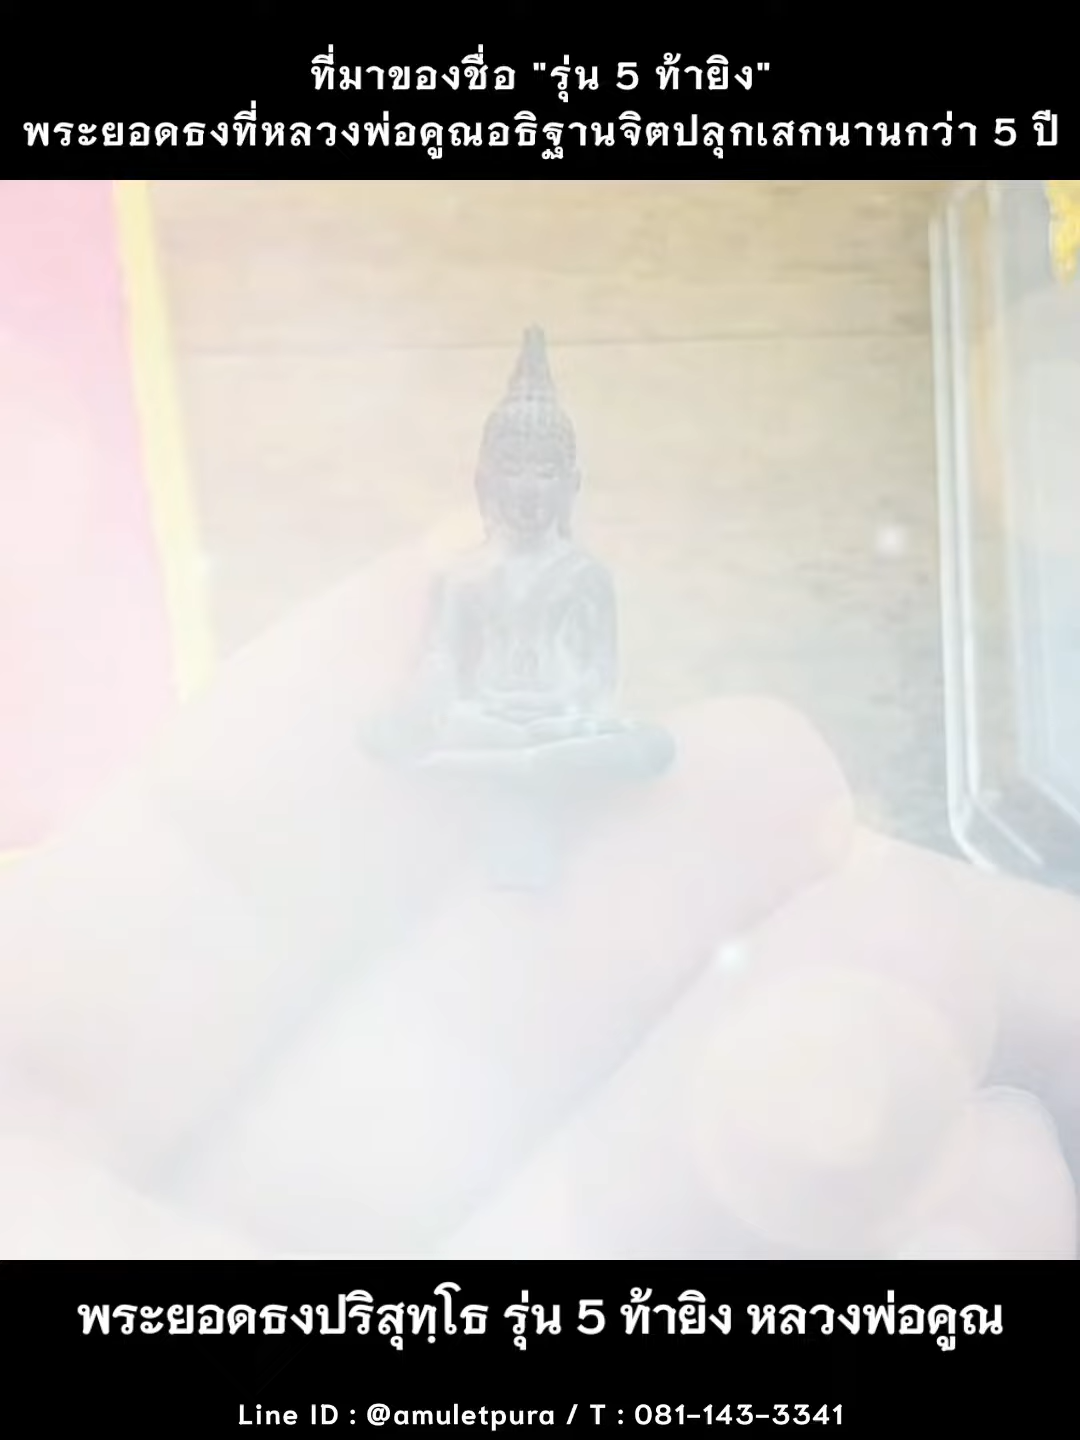 ที่มาของชื่อ "รุ่น 5 ท้ายิง"
พระยอดธงที่หลวงพ่อคูณอธิฐานจิตปลุกเสกนานกว่า 5 ปี
พระยอดธงปริสุทฺโธ รุ่น 5 ท้ายิง หลวงพ่อคูณ
Line ID : @amuletpura / T : 081-143-3341